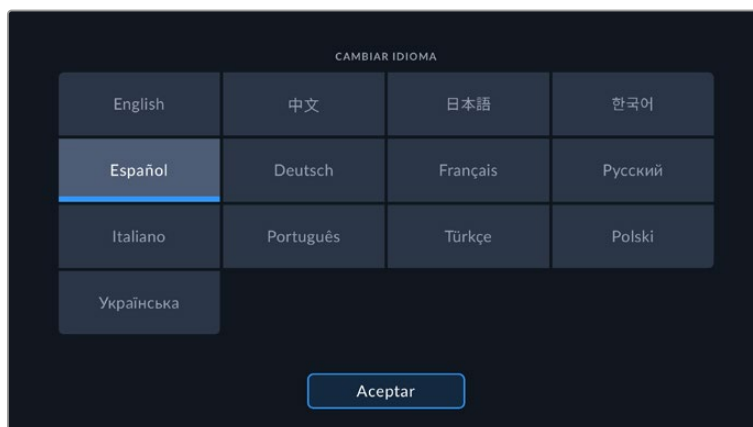 CAMBIAR IDIOMA
English 中文 日本語 한국어
Español Deutsch Français Русский
Italiano Português Türkçe Polski
Українська
Aceptar